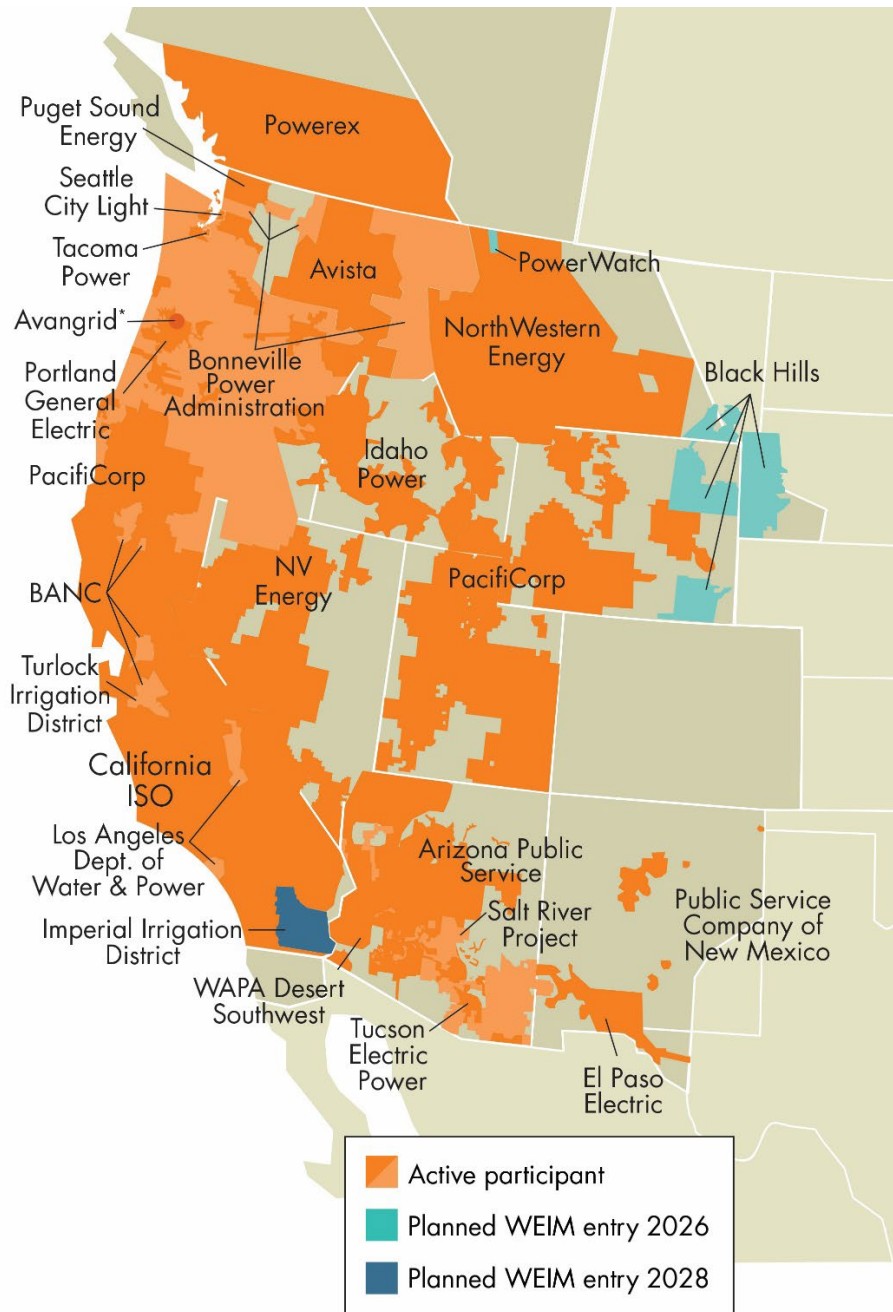 Puget Sound
Energy
Powerex
Seattle
City Light
Tacoma
Power
Avista
PowerWatch
Avangrid*
NorthWestern
Energy
Bonneville
Power
Administration
Portland
General
Electric
Black Hills
PacifiCorp
Idaho
Power
NV
Energy
PacifiCorp
BANC
Turlock
Irrigation
District
California
ISO
Los Angeles
Dept. of
Water & Power
Arizona Public
Service
Salt River
Project
Public Service
Company of
New Mexico
Imperial Irrigation
District
WAPA Desert
Southwest
Tucson
Electric
Power
El Paso
Electric
Active participant
Planned WEIM entry 2026
Planned WEIM entry 2028